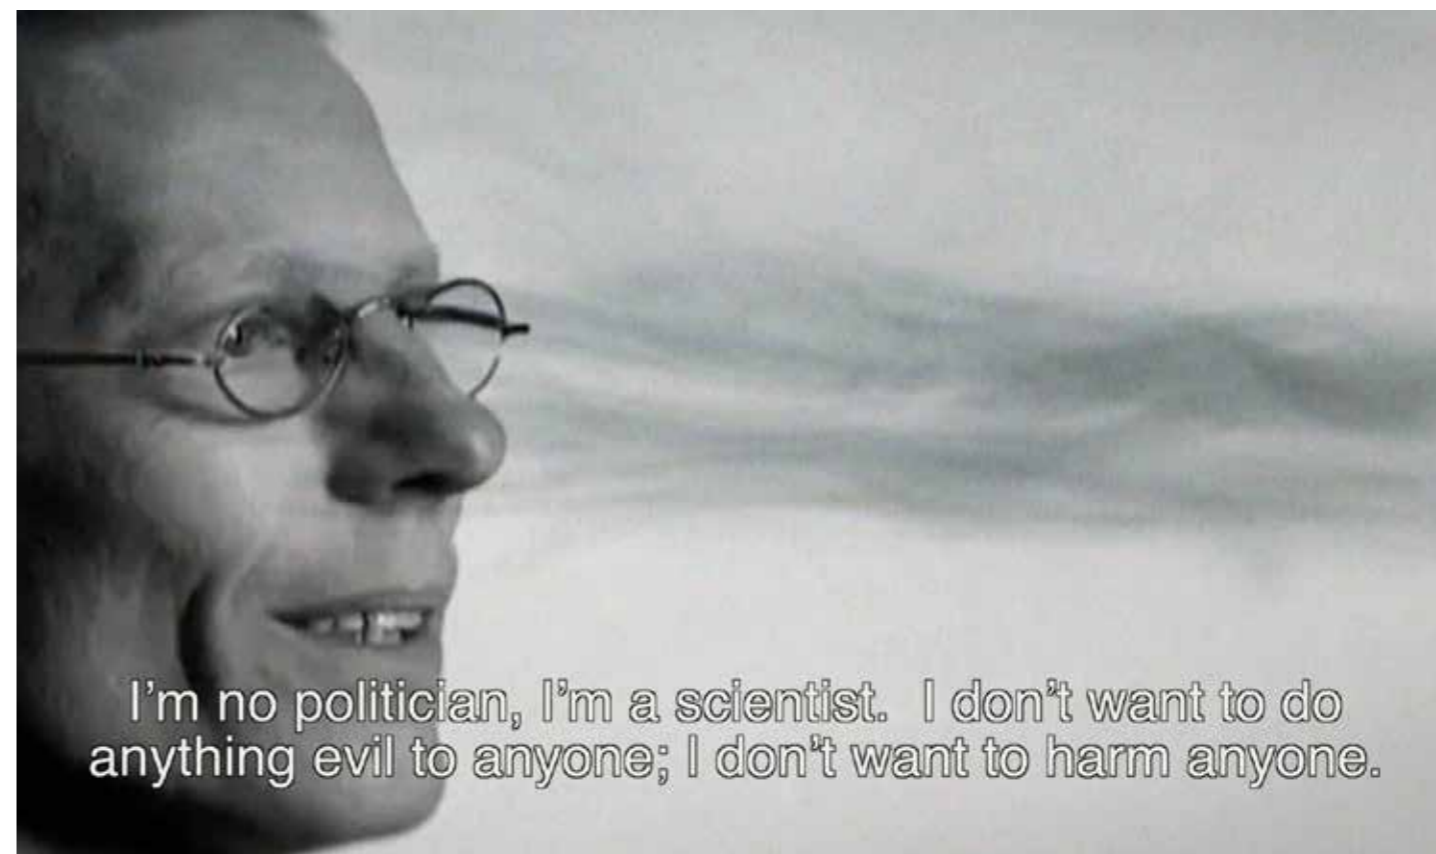 I'm no politician, I'm a scientist.  I don't want to do
anything evil to anyone; I don't want to harm anyone.